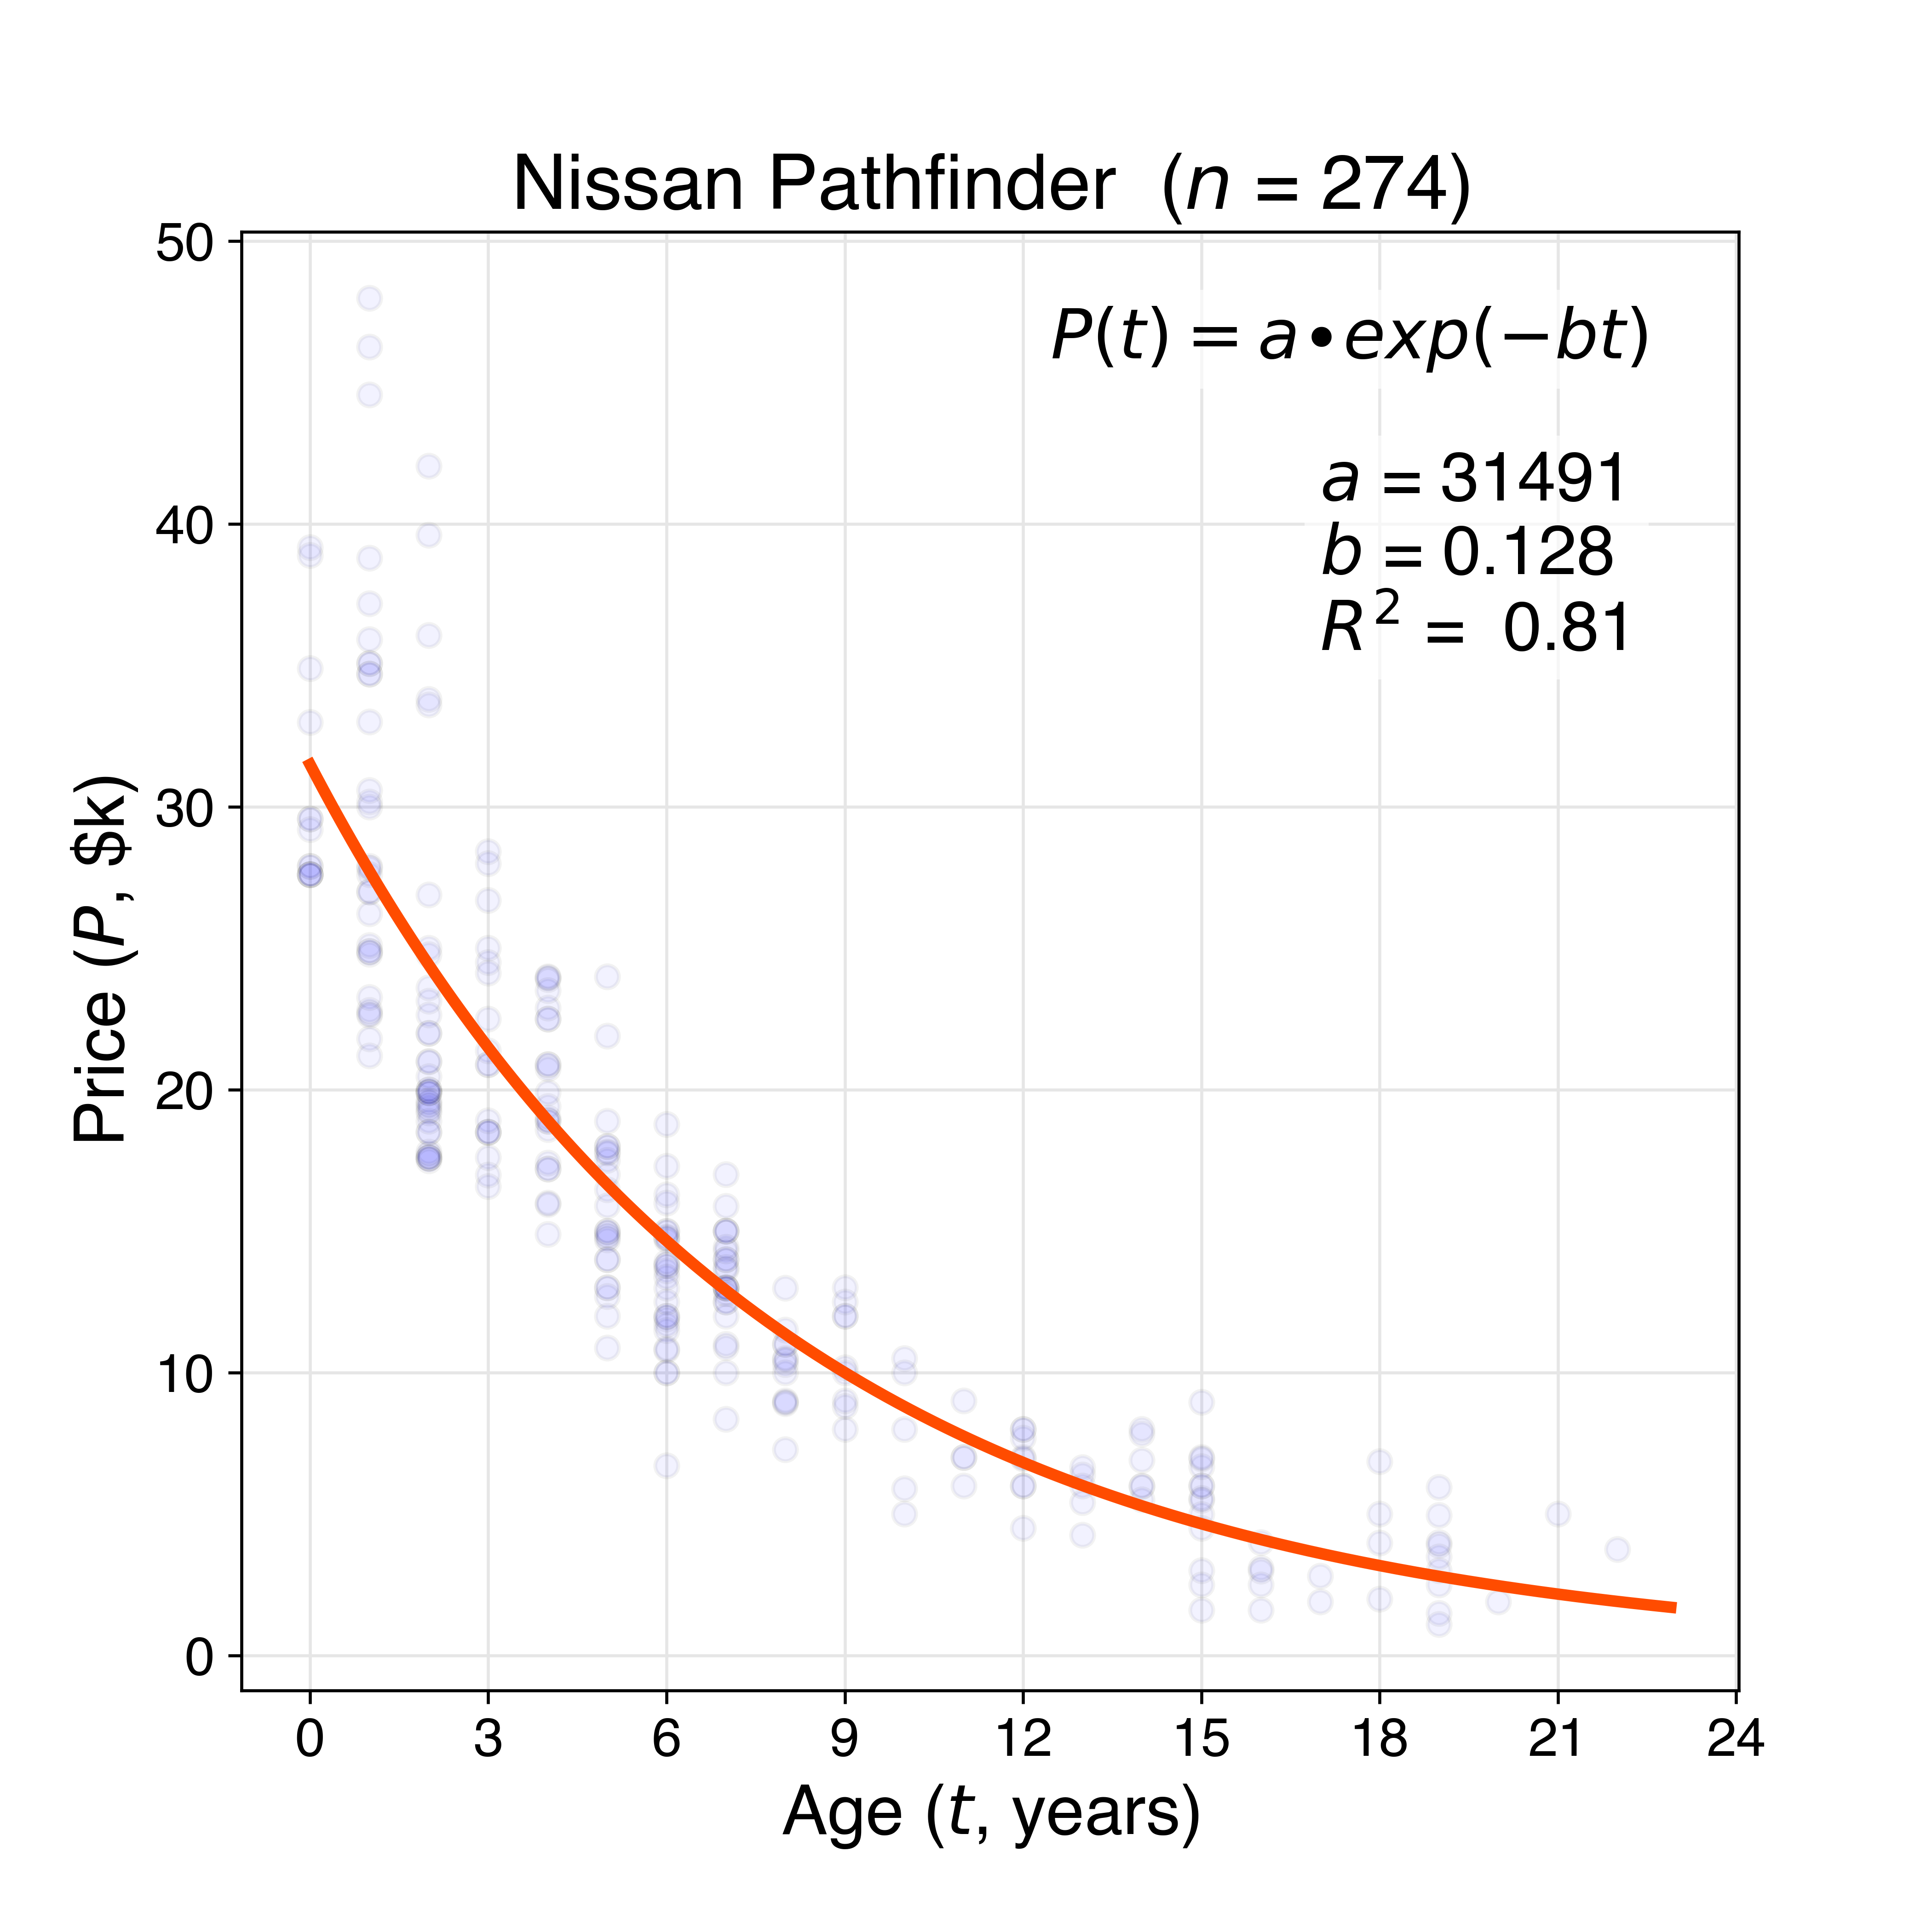 Nissan Pathfinder (n = 274)
P(t) = a•exp(−bt)
a = 31491
b = 0.128
R² = 0.81
Price (P, $k)
50
40
30
20
10
0
0 3 6 9 12 15 18 21 24
Age (t, years)